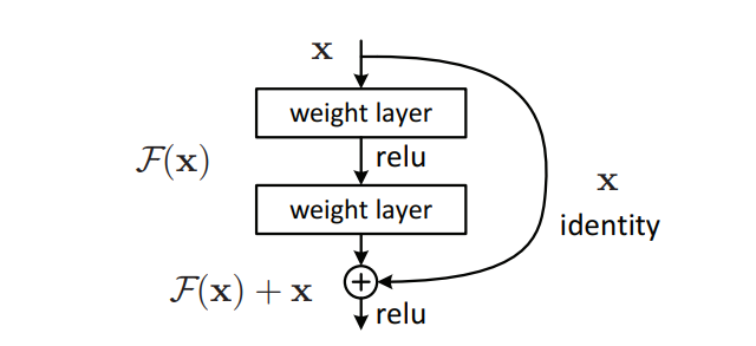 x
weight layer
relu
F(x)
x
weight layer
identity
F(x) + x
+
relu